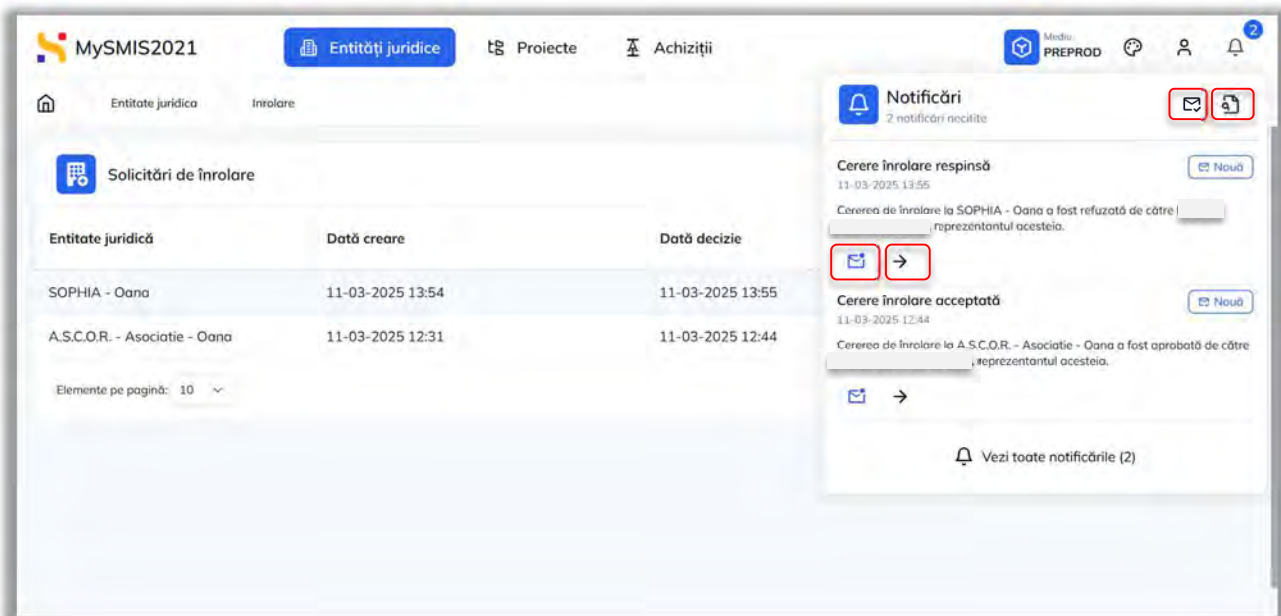 MySMIS2021
Entități juridice
Proiecte
Achiziții
Mediu
PREPROD
2
Entitate juridica
Inrolare
Notificări
2 notificări necitite
Solicitări de înrolare
Cerere înrolare respinsă
Nouă
11-03-2025 13:55
Cererea de înrolare la SOPHIA - Oana a fost refuzată de către
reprezentantul acesteia.
Entitate juridică
Dată creare
Dată decizie
SOPHIA - Oana
11-03-2025 13:54
11-03-2025 13:55
A.S.C.O.R. - Asociatie - Oana
11-03-2025 12:31
11-03-2025 12:44
Elemente pe pagină: 10
Cerere înrolare acceptată
Nouă
11-03-2025 12:44
Cererea de înrolare la A.S.C.O.R. - Asociatie - Oana a fost aprobată de către
, reprezentantul acesteia.
Vezi toate notificările (2)